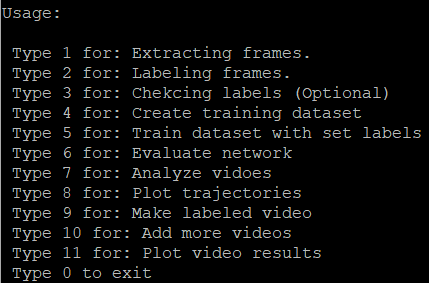 Usage:
Type 1 for: Extracting frames.
Type 2 for: Labeling frames.
Type 3 for: Chekcing labels (Optional)
Type 4 for: Create training dataset
Type 5 for: Train dataset with set labels
Type 6 for: Evaluate network
Type 7 for: Analyze vidoes
Type 8 for: Plot trajectories
Type 9 for: Make labeled video
Type 10 for: Add more videos
Type 11 for: Plot video results
Type 0 to exit